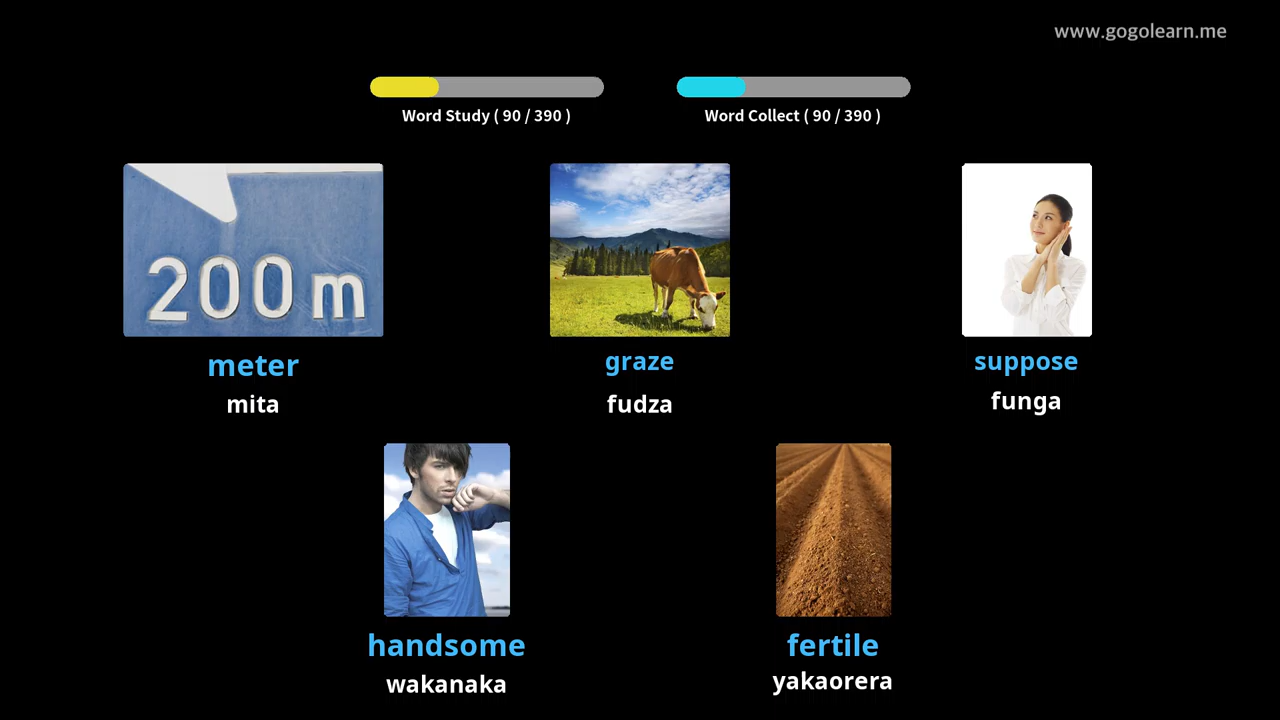 www.gogolearn.me
Word Study ( 90 / 390 )
Word Collect ( 90 / 390 )
200 m
meter
mita
graze
fudza
suppose
funga
handsome
wakanaka
fertile
yakaorera